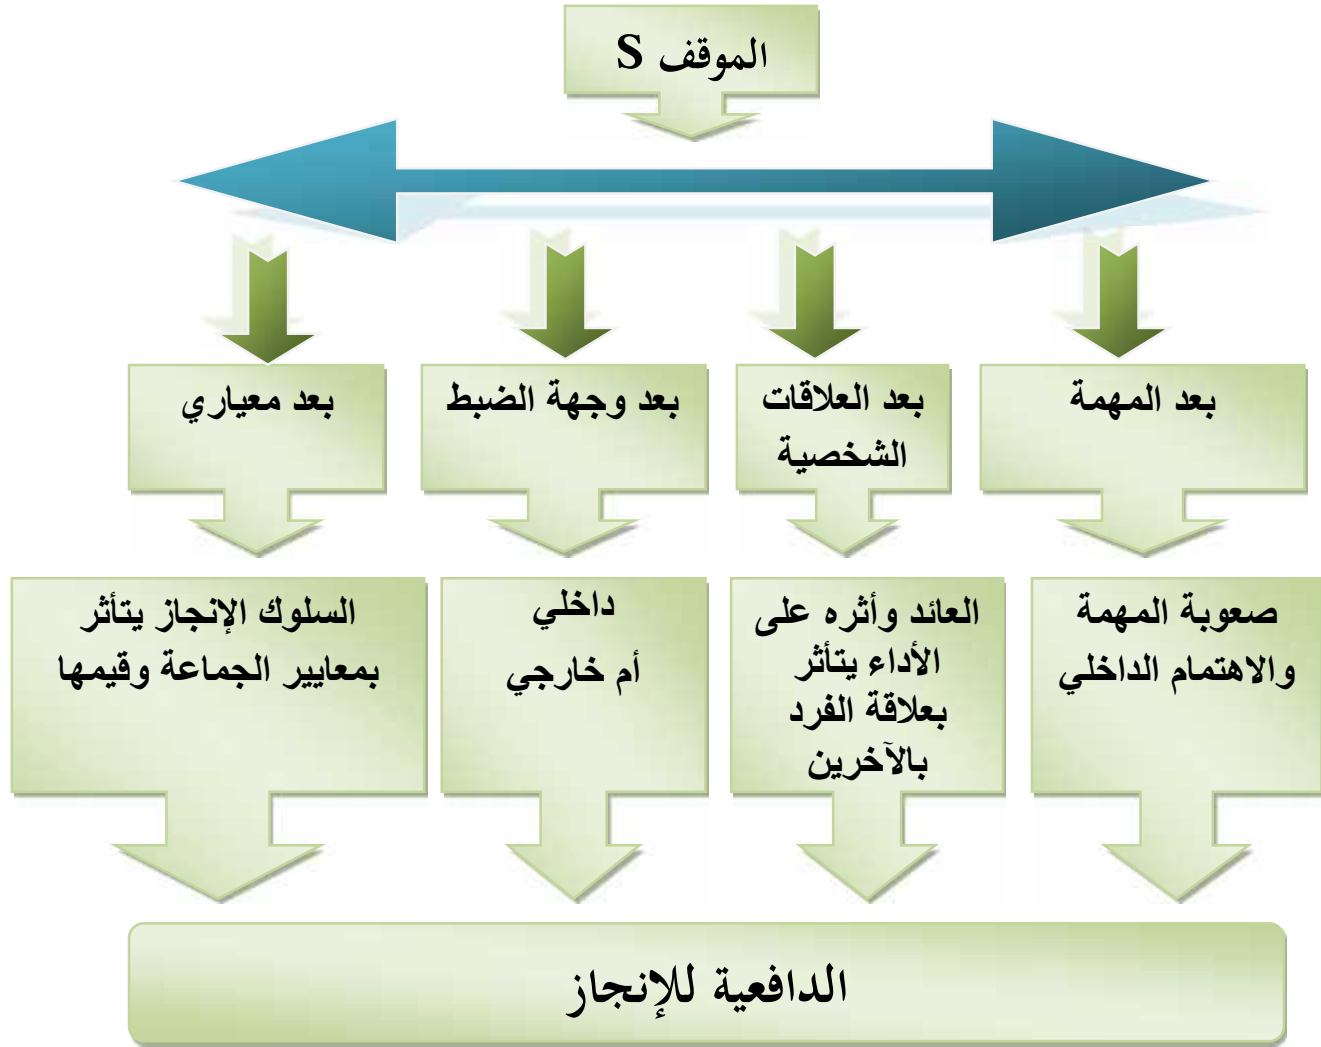 الموقف S
بعد المهمة
بعد العلاقات
الشخصية
بعد وجهة الضبط
بعد معياري
صعوبة المهمة
والاهتمام الداخلي
العائد وأثره على
الأداء يتأثر
بعلاقة الفرد
بالآخرين
داخلي
أم خارجي
السلوك الإنجاز يتأثر
بمعايير الجماعة وقيمها
الدافعية للإنجاز